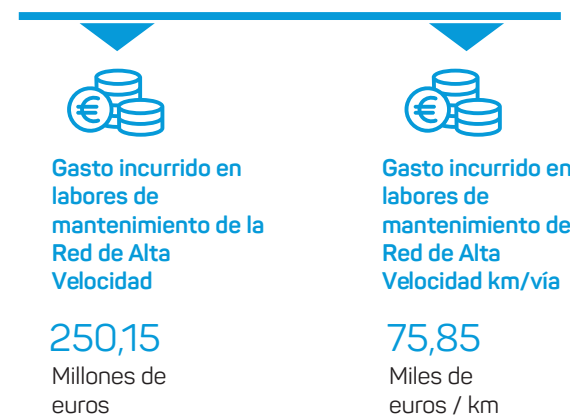 €
Gasto incurrido en
labores de
mantenimiento de la
Red de Alta
Velocidad
250,15
Millones de
euros
€
Gasto incurrido en
labores de
mantenimiento de
Red de Alta
Velocidad km/vía
75,85
Miles de
euros / km